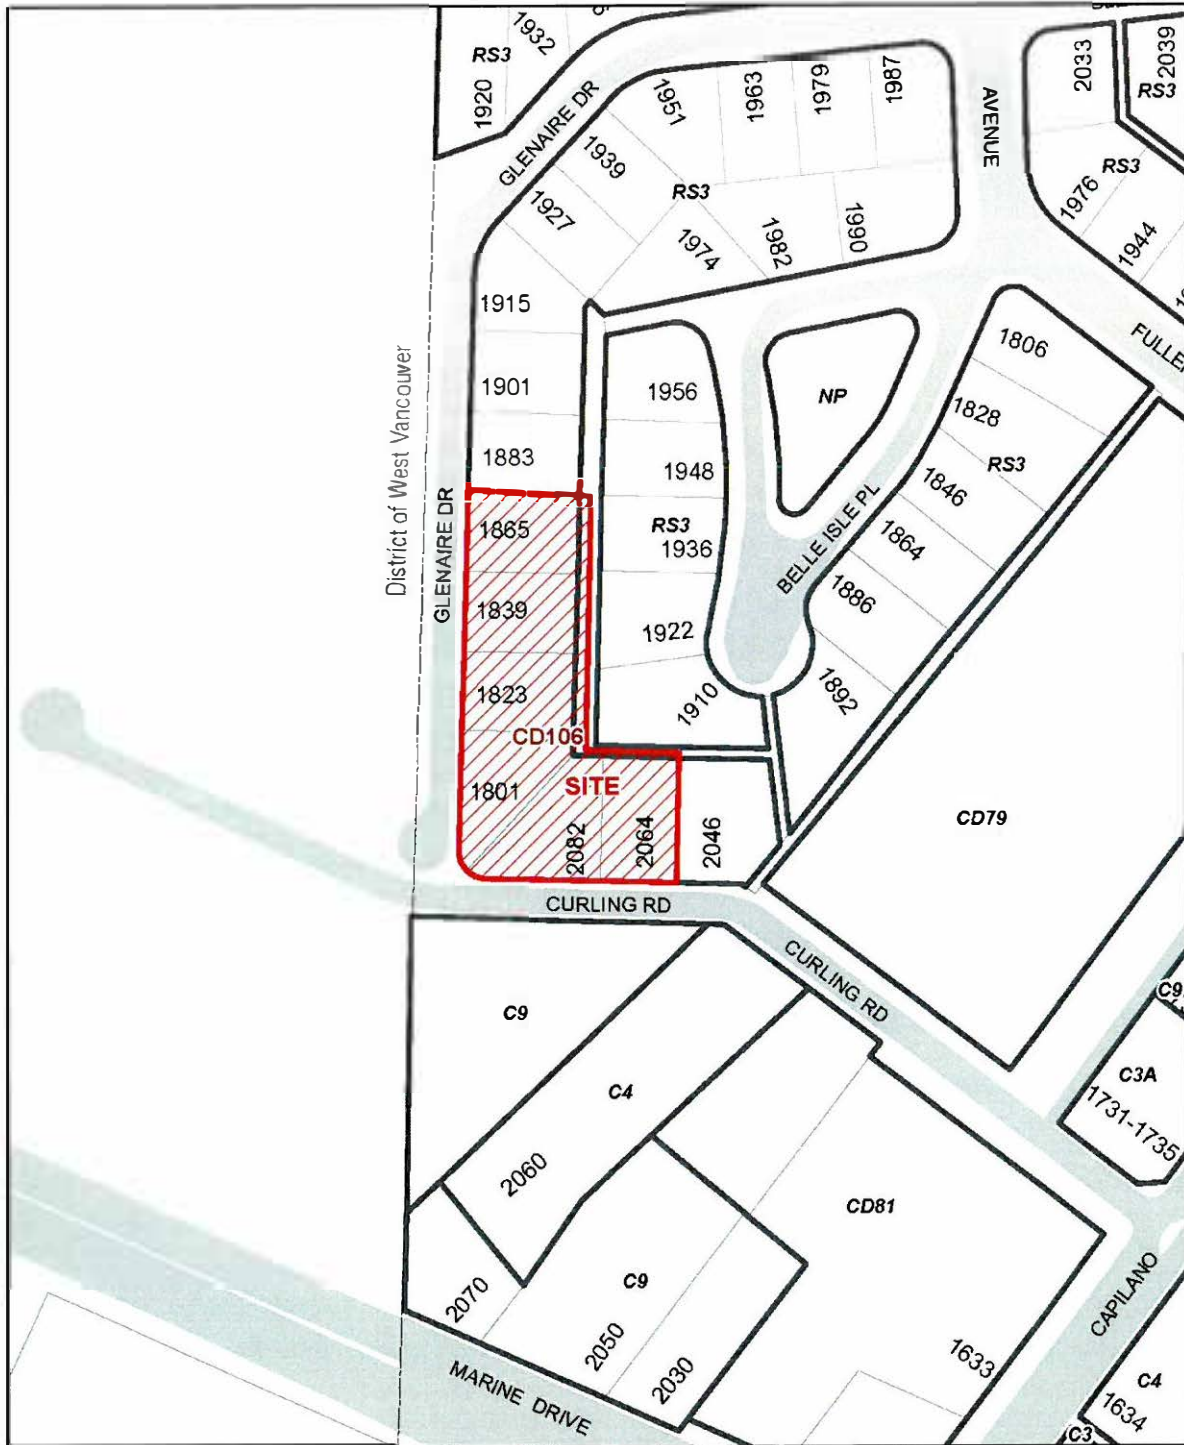 RS3
1932
1920
GLENAIRE DR
1951
1963
1979
1987
AVENUE
2033
2039
RS3
1939
1927
RS3
1974
1982
1990
RS3
1976
1944
1915
1901
1883
District of West Vancouver
GLENAIRE DR
1956
1948
RS3
1936
1922
1910
NP
BELLE ISLE PL
1806
1828
RS3
1846
1864
1886
1892
1865
1839
1823
CD106
SITE
1801
2082
2064
2046
CD79
CURLING RD
CURLING RD
C9
C4
2060
C9
C3A
1731-1735
CD81
2070
C9
2050
2030
1633
CAPILANO
MARINE DRIVE
C4
1634
C3